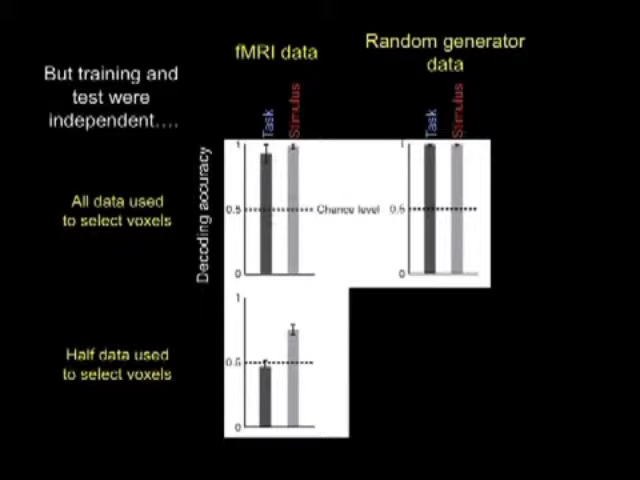 But training and
test were
independent….
fMRI data
Random generator
data
Task
Stimulus
Task
Stimulus
All data used
to select voxels
Decoding accuracy
1
0.5
0
Chance level
1
0.5
0
Half data used
to select voxels
1
0.5
0